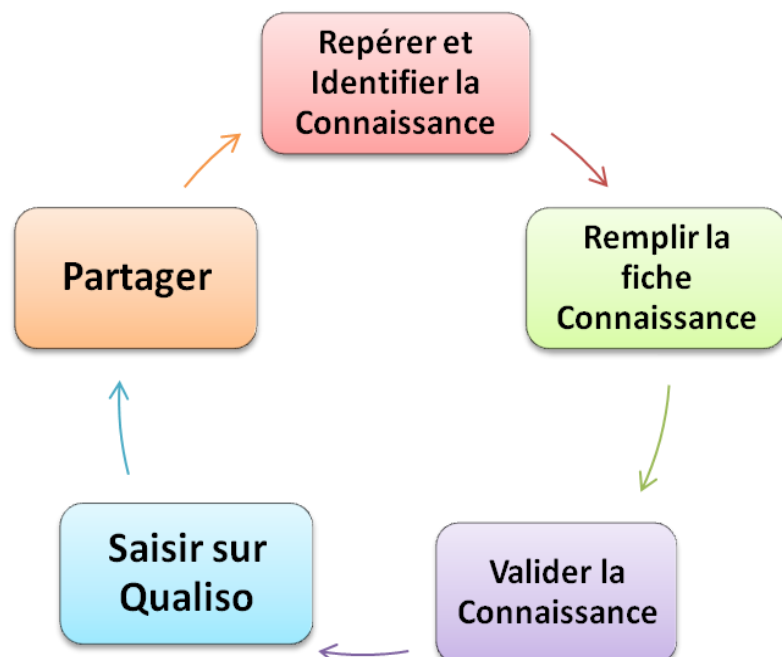 Repérer et
Identifier la
Connaissance
Remplir la
fiche
Connaissance
Valider la
Connaissance
Saisir sur
Qualiso
Partager